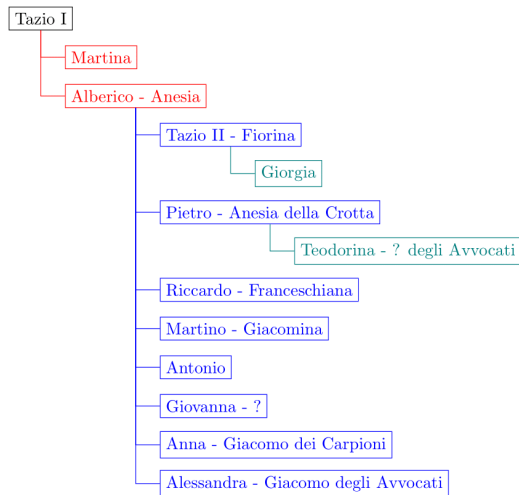 Tazio I
Martina
Alberico - Anesia
Tazio II - Fiorina
Giorgia
Pietro - Anesia della Crotta
Teodorina - ? degli Avvocati
Riccardo - Franceschiana
Martino - Giacomina
Antonio
Giovanna - ?
Anna - Giacomo dei Carpioni
Alessandra - Giacomo degli Avvocati